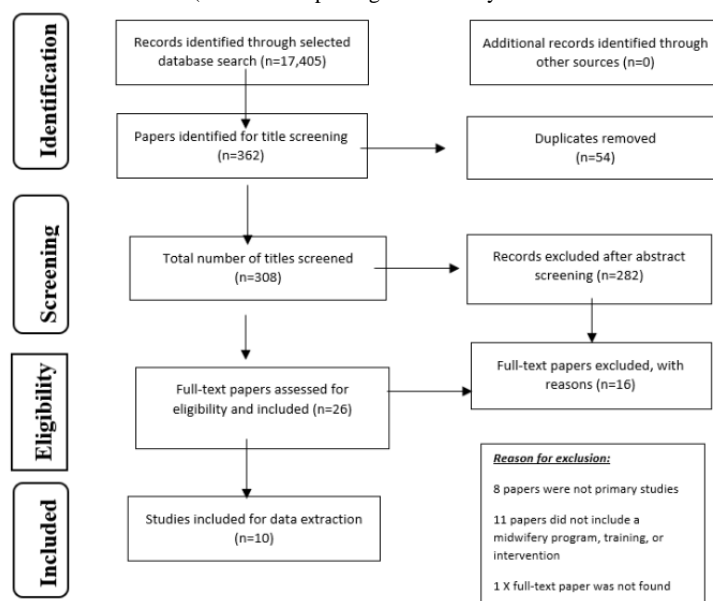 Identification
Records identified through selected
database search (n=17,405)
Additional records identified through
other sources (n=0)
Papers identified for title screening
(n=362)
Duplicates removed
(n=54)
Screening
Total number of titles screened
(n=308)
Records excluded after abstract
screening (n=282)
Eligibility
Full-text papers assessed for
eligibility and included (n=26)
Full-text papers excluded, with
reasons (n=16)
Included
Studies included for data extraction
(n=10)
Reason for exclusion:
8 papers were not primary studies
11 papers did not include a
midwifery program, training, or
intervention
1 X full-text paper was not found